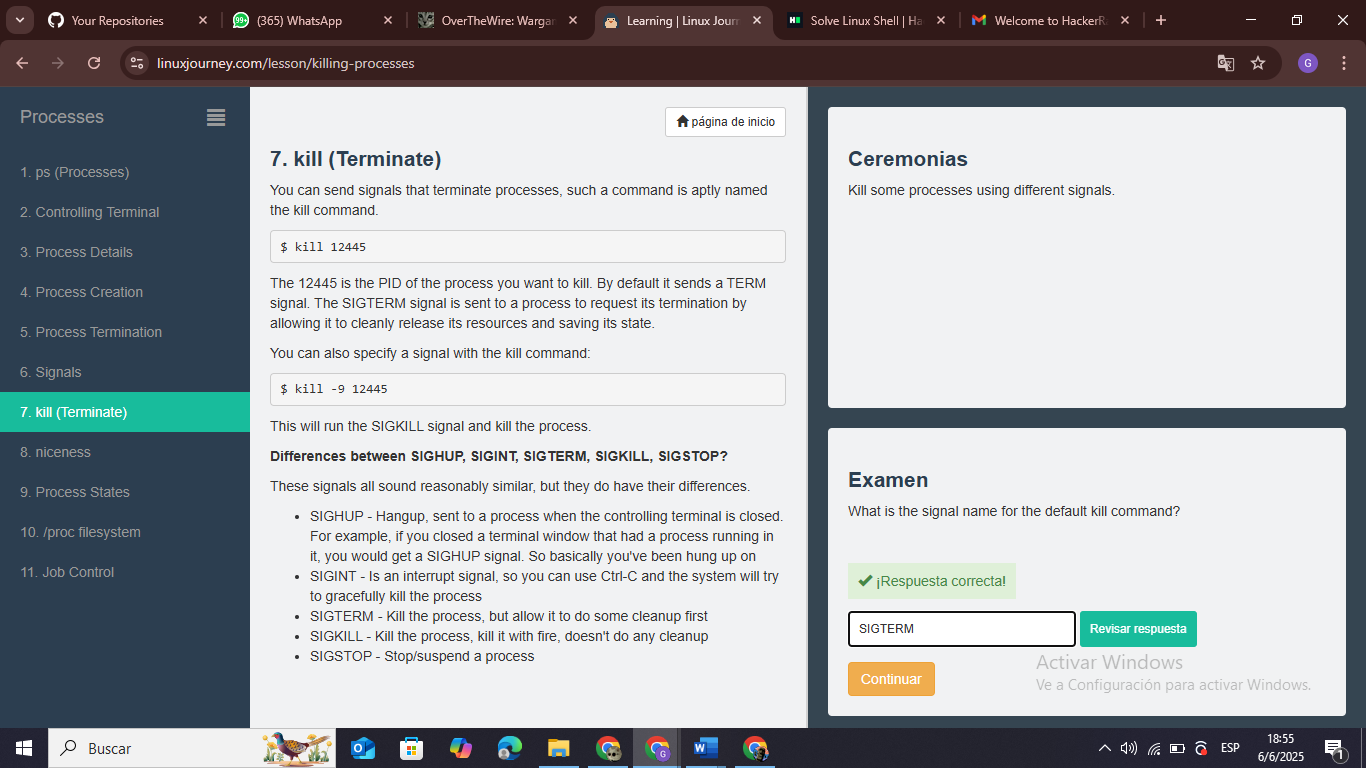 Your Repositories
99+
(365) WhatsApp
OverTheWire: Wargar
Learning | Linux Jour
Solve Linux Shell | Ha
Welcome to HackerR
linuxjourney.com/lesson/killing-processes
G
Processes
1. ps (Processes)
2. Controlling Terminal
3. Process Details
4. Process Creation
5. Process Termination
6. Signals
7. kill (Terminate)
8. niceness
9. Process States
10. /proc filesystem
11. Job Control
página de inicio
7. kill (Terminate)
You can send signals that terminate processes, such a command is aptly named
the kill command.
$ kill 12445
The 12445 is the PID of the process you want to kill. By default it sends a TERM
signal. The SIGTERM signal is sent to a process to request its termination by
allowing it to cleanly release its resources and saving its state.
You can also specify a signal with the kill command:
$ kill -9 12445
This will run the SIGKILL signal and kill the process.
Differences between SIGHUP, SIGINT, SIGTERM, SIGKILL, SIGSTOP?
These signals all sound reasonably similar, but they do have their differences.
• SIGHUP - Hangup, sent to a process when the controlling terminal is closed.
For example, if you closed a terminal window that had a process running in
it, you would get a SIGHUP signal. So basically you've been hung up on
• SIGINT - Is an interrupt signal, so you can use Ctrl-C and the system will try
to gracefully kill the process
• SIGTERM - Kill the process, but allow it to do some cleanup first
• SIGKILL - Kill the process, kill it with fire, doesn't do any cleanup
• SIGSTOP - Stop/suspend a process
Ceremonias
Kill some processes using different signals.
Examen
What is the signal name for the default kill command?
¡Respuesta correcta!
SIGTERM
Revisar respuesta
Continuar
Activar Windows
Ve a Configuración para activar Windows.
Buscar
ESP
18:55
6/6/2025
1